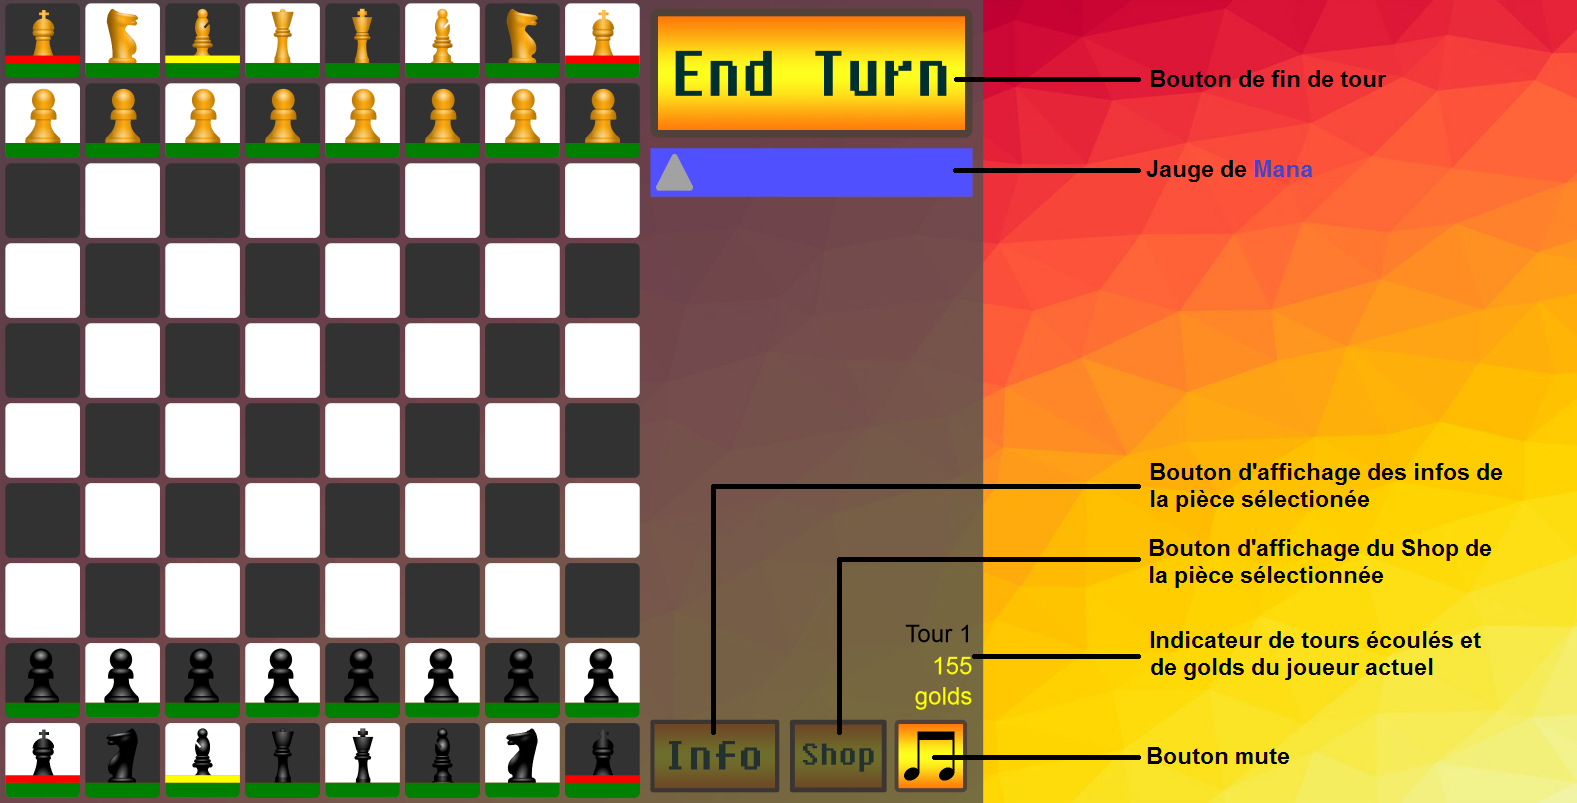 End Turn
Bouton de fin de tour
Jauge de Mana
Bouton d'affichage des infos de
la pièce sélectionée
Bouton d'affichage du Shop de
la pièce sélectionnée
Tour 1
155
golds
Indicateur de tours écoulés et
de golds du joueur actuel
Info
Shop
Bouton mute